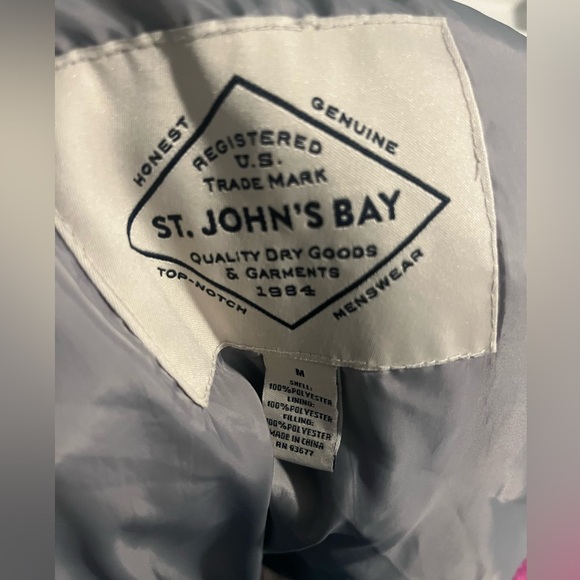 HONEST
GENUINE
REGISTERED
U.S.
TRADE MARK
ST. JOHN'S BAY
QUALITY DRY GOODS
& GARMENTS
1984
TOP-NOTCH
MENSWEAR
M
SHELL:
100%POLYESTER
LINING:
100%POLYESTER
FILLING:
100%POLYESTER
MADE IN CHINA
RN 93677